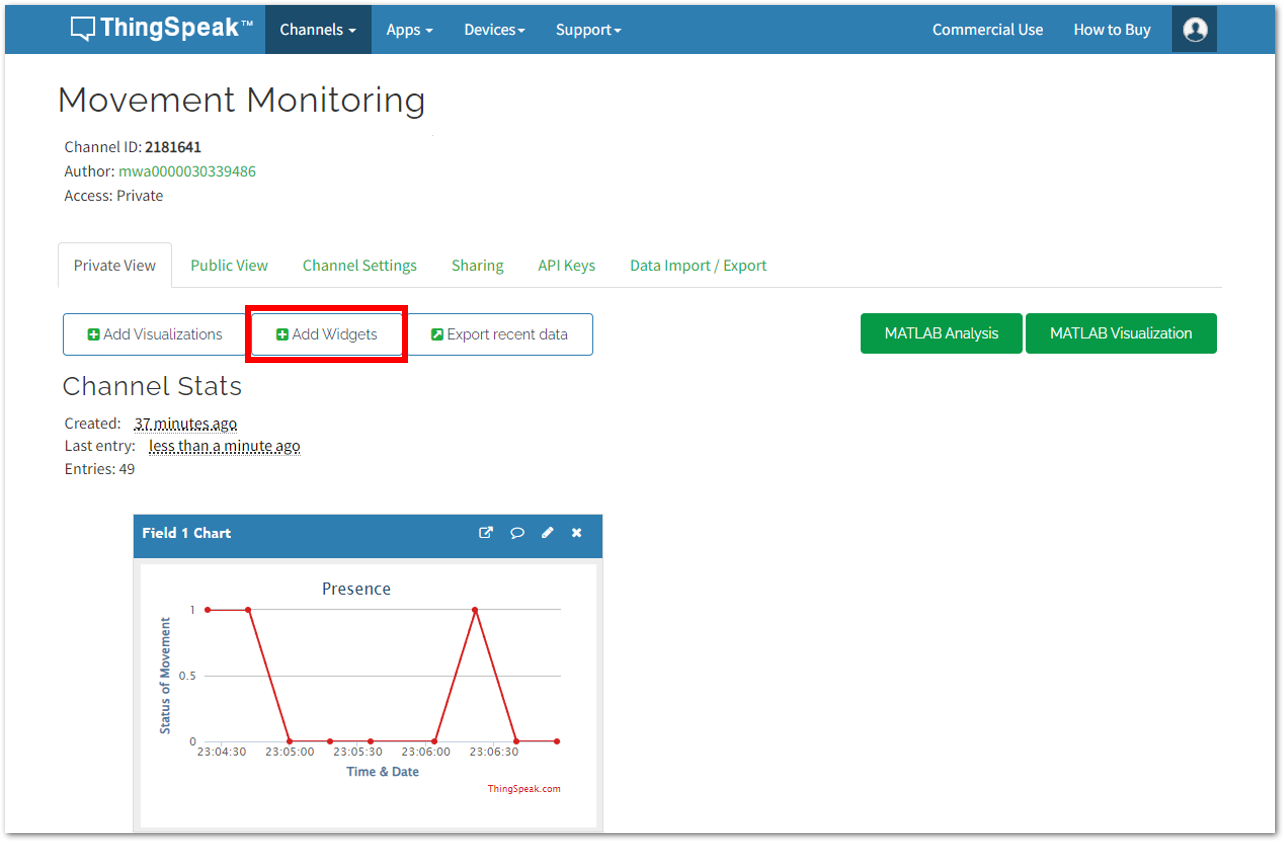 ThingSpeak™ Channels Apps Devices Support Commercial Use How to Buy
Movement Monitoring
Channel ID: 2181641
Author: mwa0000030339486
Access: Private
Private View Public View Channel Settings Sharing API Keys Data Import / Export
Add Visualizations Add Widgets Export recent data MATLAB Analysis MATLAB Visualization
Channel Stats
Created: 37 minutes ago
Last entry: less than a minute ago
Entries: 49
Field 1 Chart
Presence
Status of Movement
1
0.5
0
23:04:30 23:05:00 23:05:30 23:06:00 23:06:30
Time & Date
ThingSpeak.com